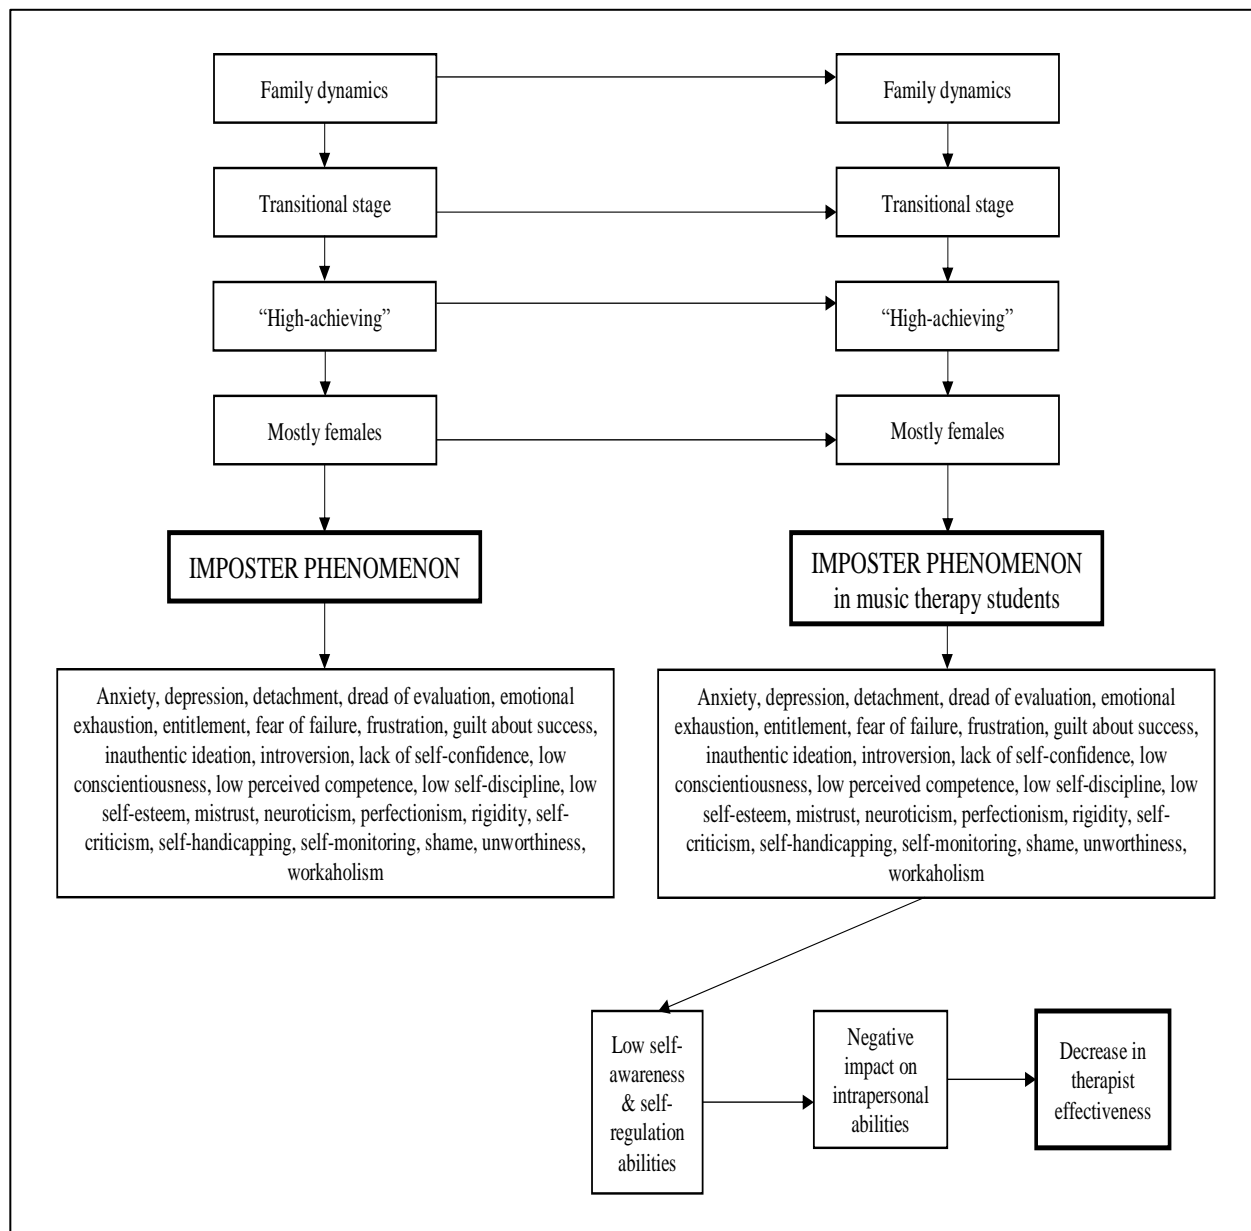 Family dynamics
Family dynamics
Transitional stage
Transitional stage
“High-achieving”
“High-achieving”
Mostly females
Mostly females
IMPOSTER PHENOMENON
IMPOSTER PHENOMENON
in music therapy students
Anxiety, depression, detachment, dread of evaluation, emotional
exhaustion, entitlement, fear of failure, frustration, guilt about success,
inauthentic ideation, introversion, lack of self-confidence, low
conscientiousness, low perceived competence, low self-discipline, low
self-esteem, mistrust, neuroticism, perfectionism, rigidity, self-
criticism, self-handicapping, self-monitoring, shame, unworthiness,
workaholism
Anxiety, depression, detachment, dread of evaluation, emotional
exhaustion, entitlement, fear of failure, frustration, guilt about success,
inauthentic ideation, introversion, lack of self-confidence, low
conscientiousness, low perceived competence, low self-discipline, low
self-esteem, mistrust, neuroticism, perfectionism, rigidity, self-
criticism, self-handicapping, self-monitoring, shame, unworthiness,
workaholism
Low self-
awareness
& self-
regulation
abilities
Negative
impact on
intrapersonal
abilities
Decrease in
therapist
effectiveness